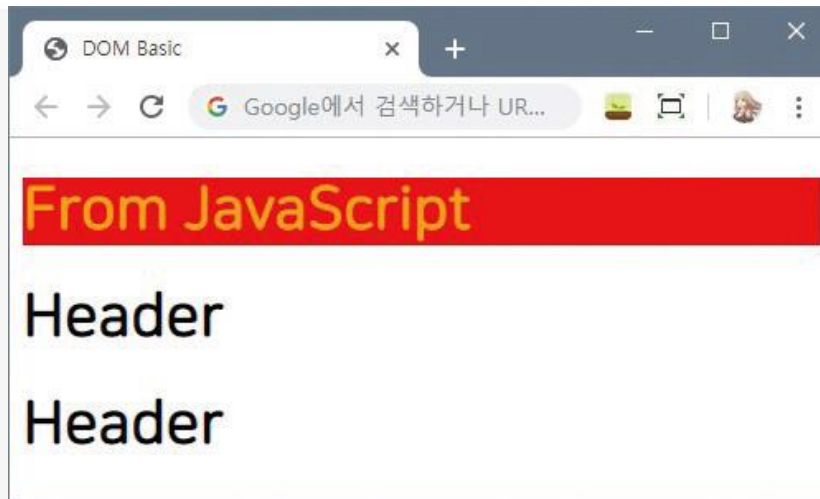 DOM Basic
Google에서 검색하거나 UR...
From JavaScript
Header
Header